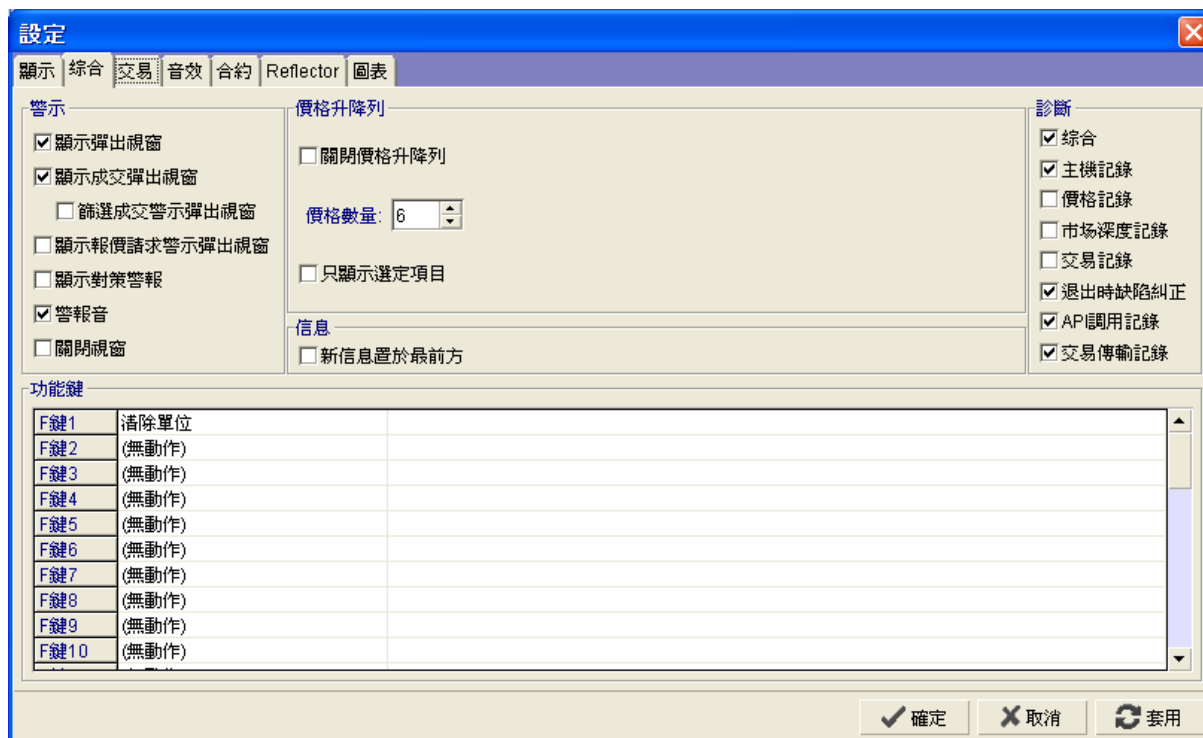 設定
顯示 綜合 交易 音效 合約 Reflector 圖表
警示
顯示彈出視窗
顯示成交彈出視窗
篩選成交警示彈出視窗
顯示報價請求警示彈出視窗
顯示對策警報
警報音
關閉視窗
價格升降列
關閉價格升降列
價格數量: 6
只顯示選定項目
信息
新信息置於最前方
診斷
综合
主機記錄
價格記錄
市场深度記錄
交易記錄
退出時缺陷糾正
API調用記錄
交易傳輸記錄
功能鍵
F鍵1 清除單位
F鍵2 (無動作)
F鍵3 (無動作)
F鍵4 (無動作)
F鍵5 (無動作)
F鍵6 (無動作)
F鍵7 (無動作)
F鍵8 (無動作)
F鍵9 (無動作)
F鍵10 (無動作)
確定 取消 套用